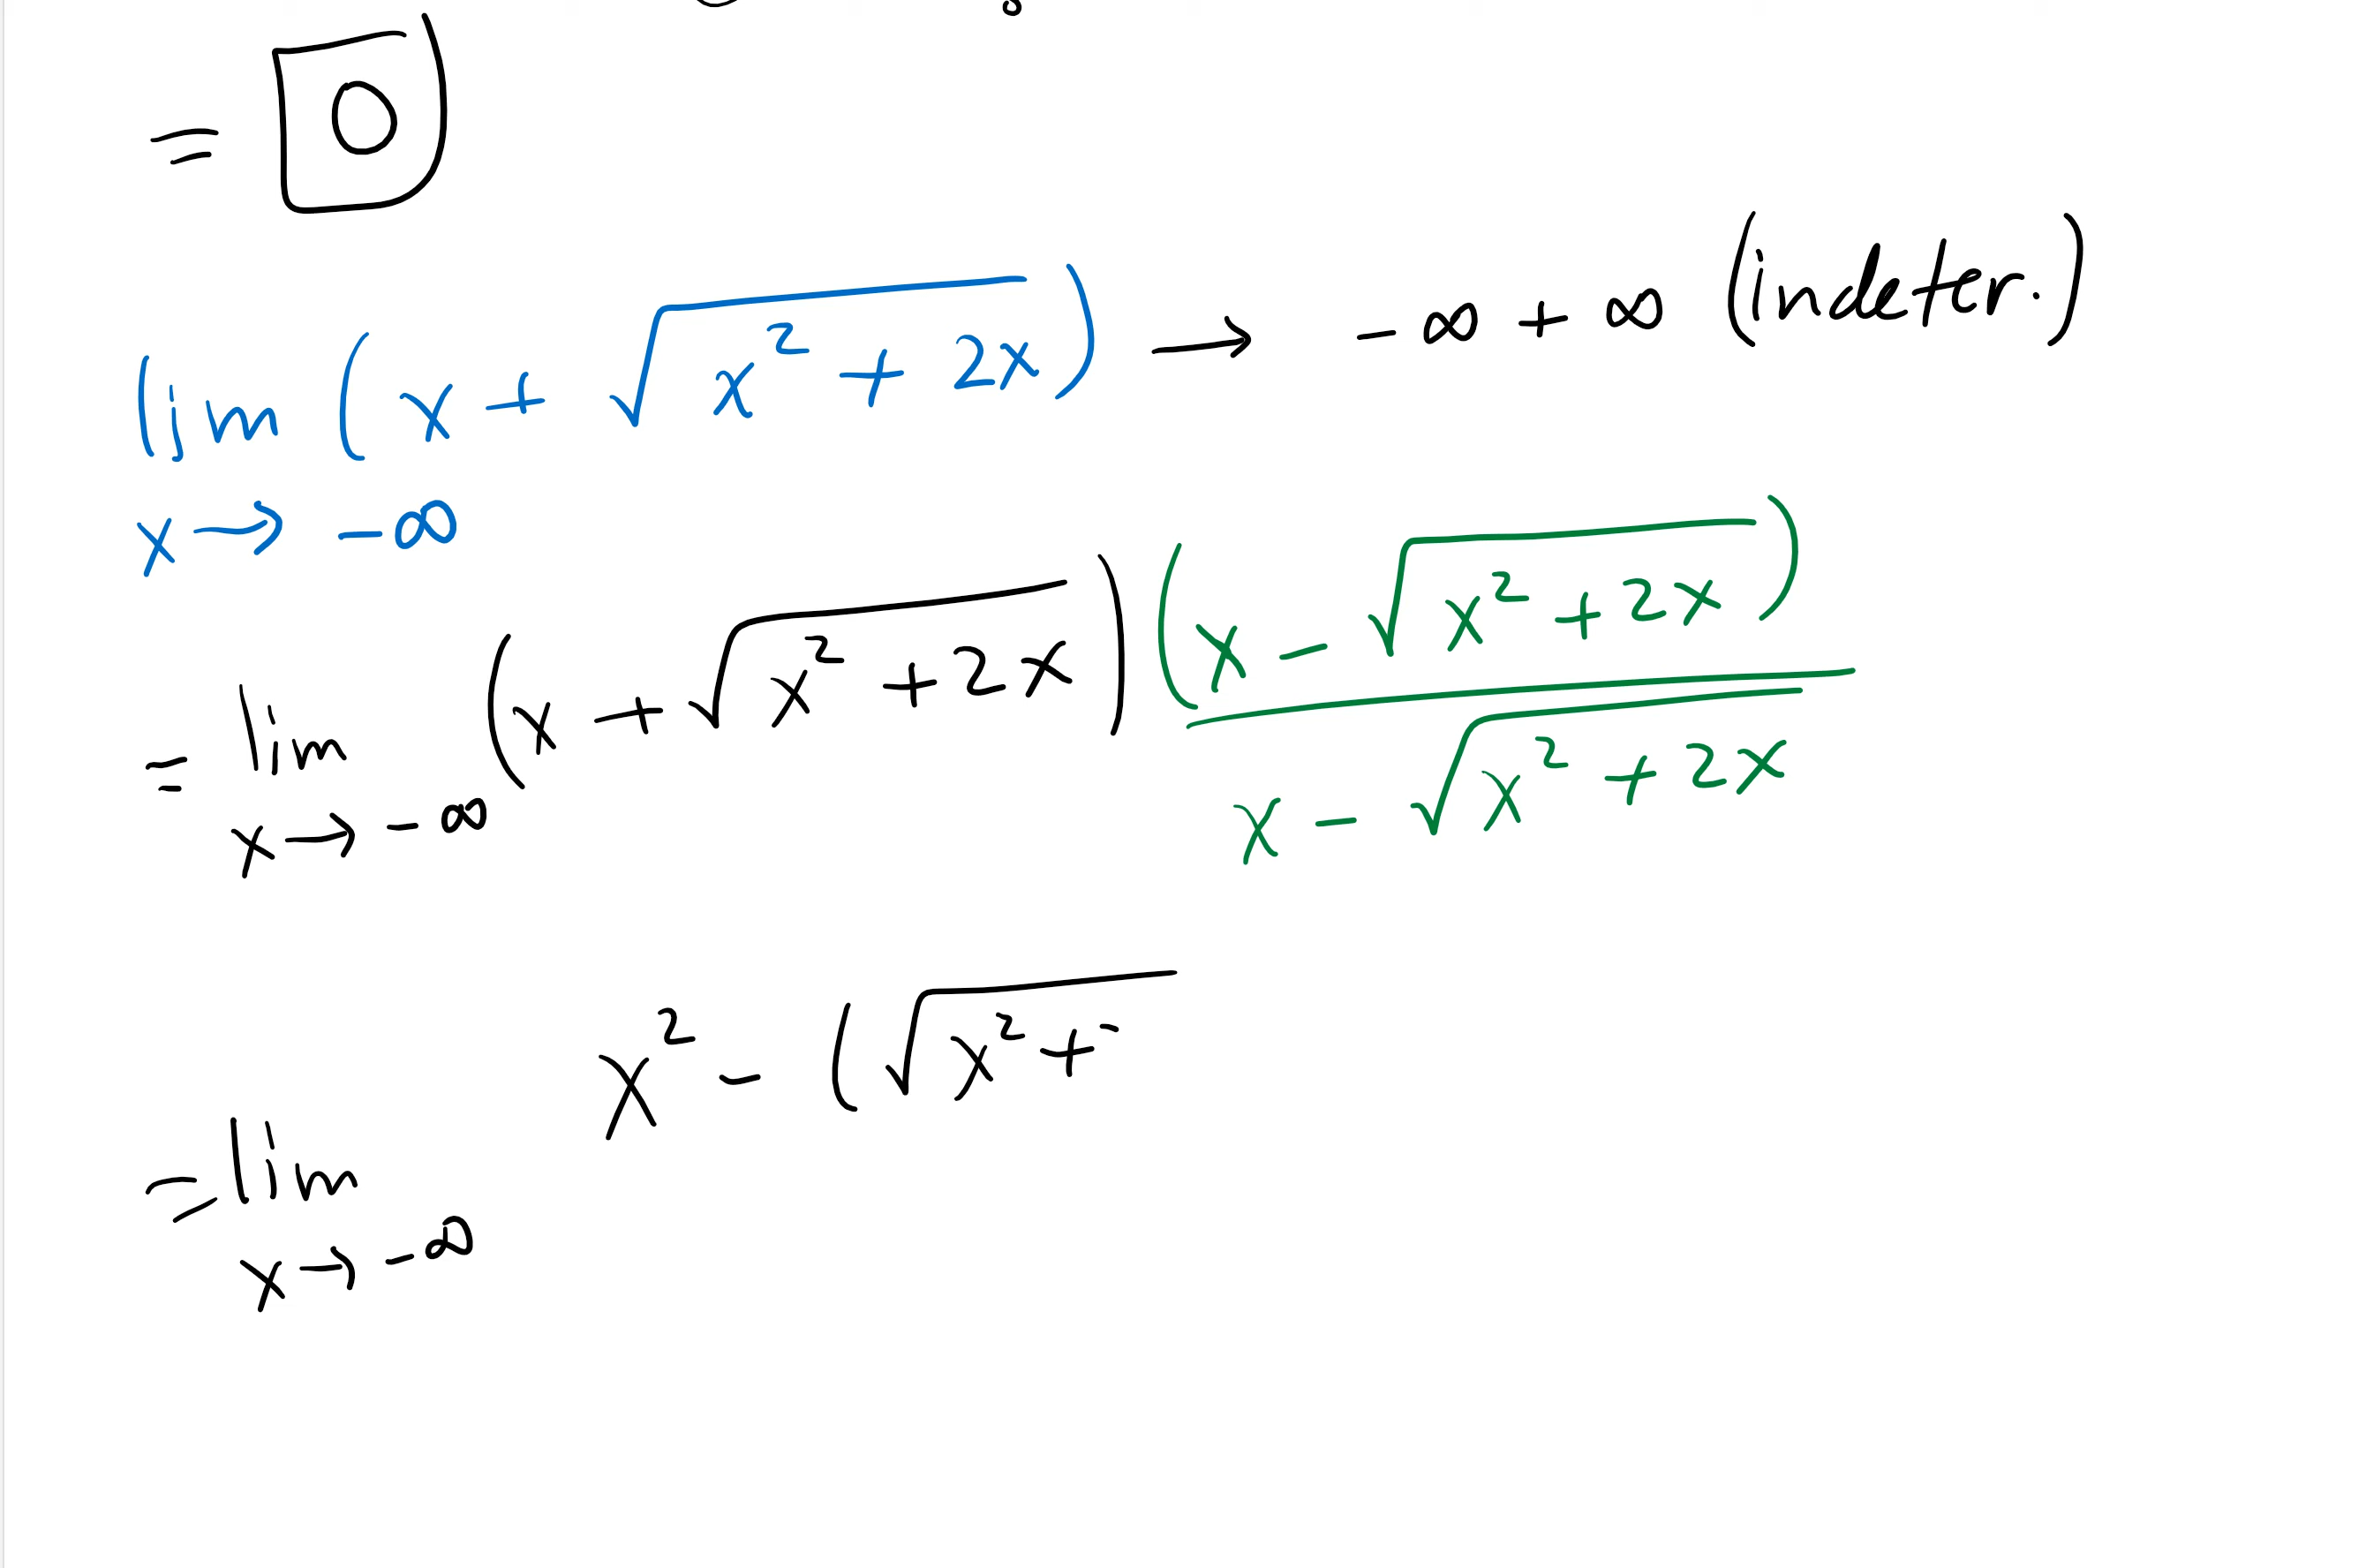 = 0
lim (x + √(x² + 2x)) → -∞ + ∞ (indeter.)
x → -∞
= lim (x + √(x² + 2x)) (x - √(x² + 2x)) / (x - √(x² + 2x))
x → -∞
= lim x² - (√(x² +
x → -∞